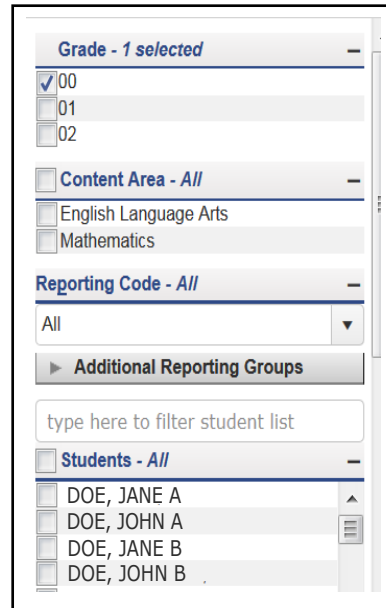 Grade - 1 selected
00
01
02
Content Area - All
English Language Arts
Mathematics
Reporting Code - All
All
Additional Reporting Groups
type here to filter student list
Students - All
DOE, JANE A
DOE, JOHN A
DOE, JANE B
DOE, JOHN B